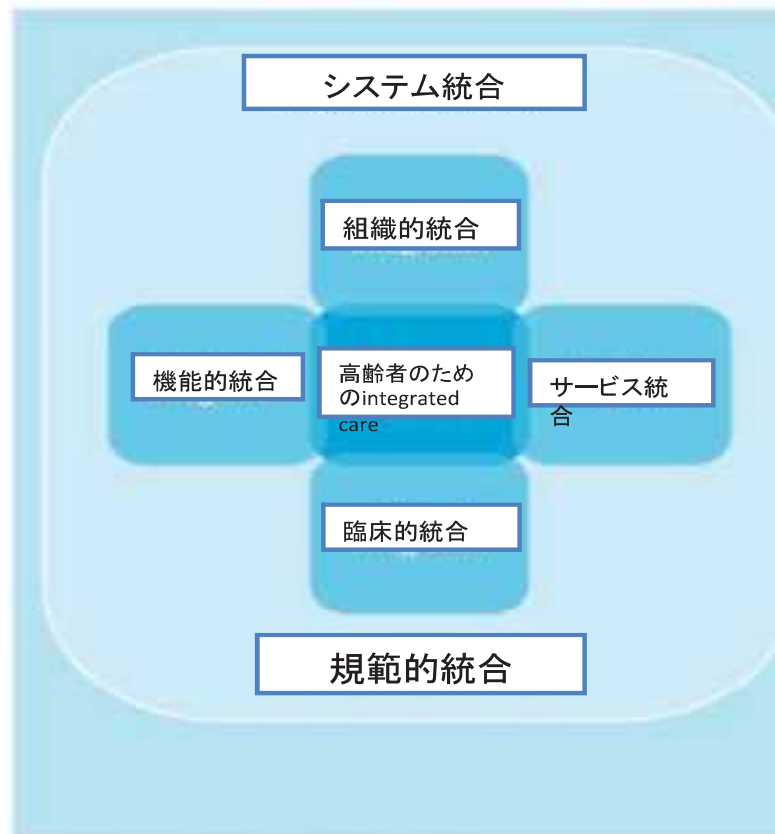 システム統合
組織的統合
機能的統合
高齢者のため
のintegrated
care
サービス統
合
臨床的統合
規範的統合